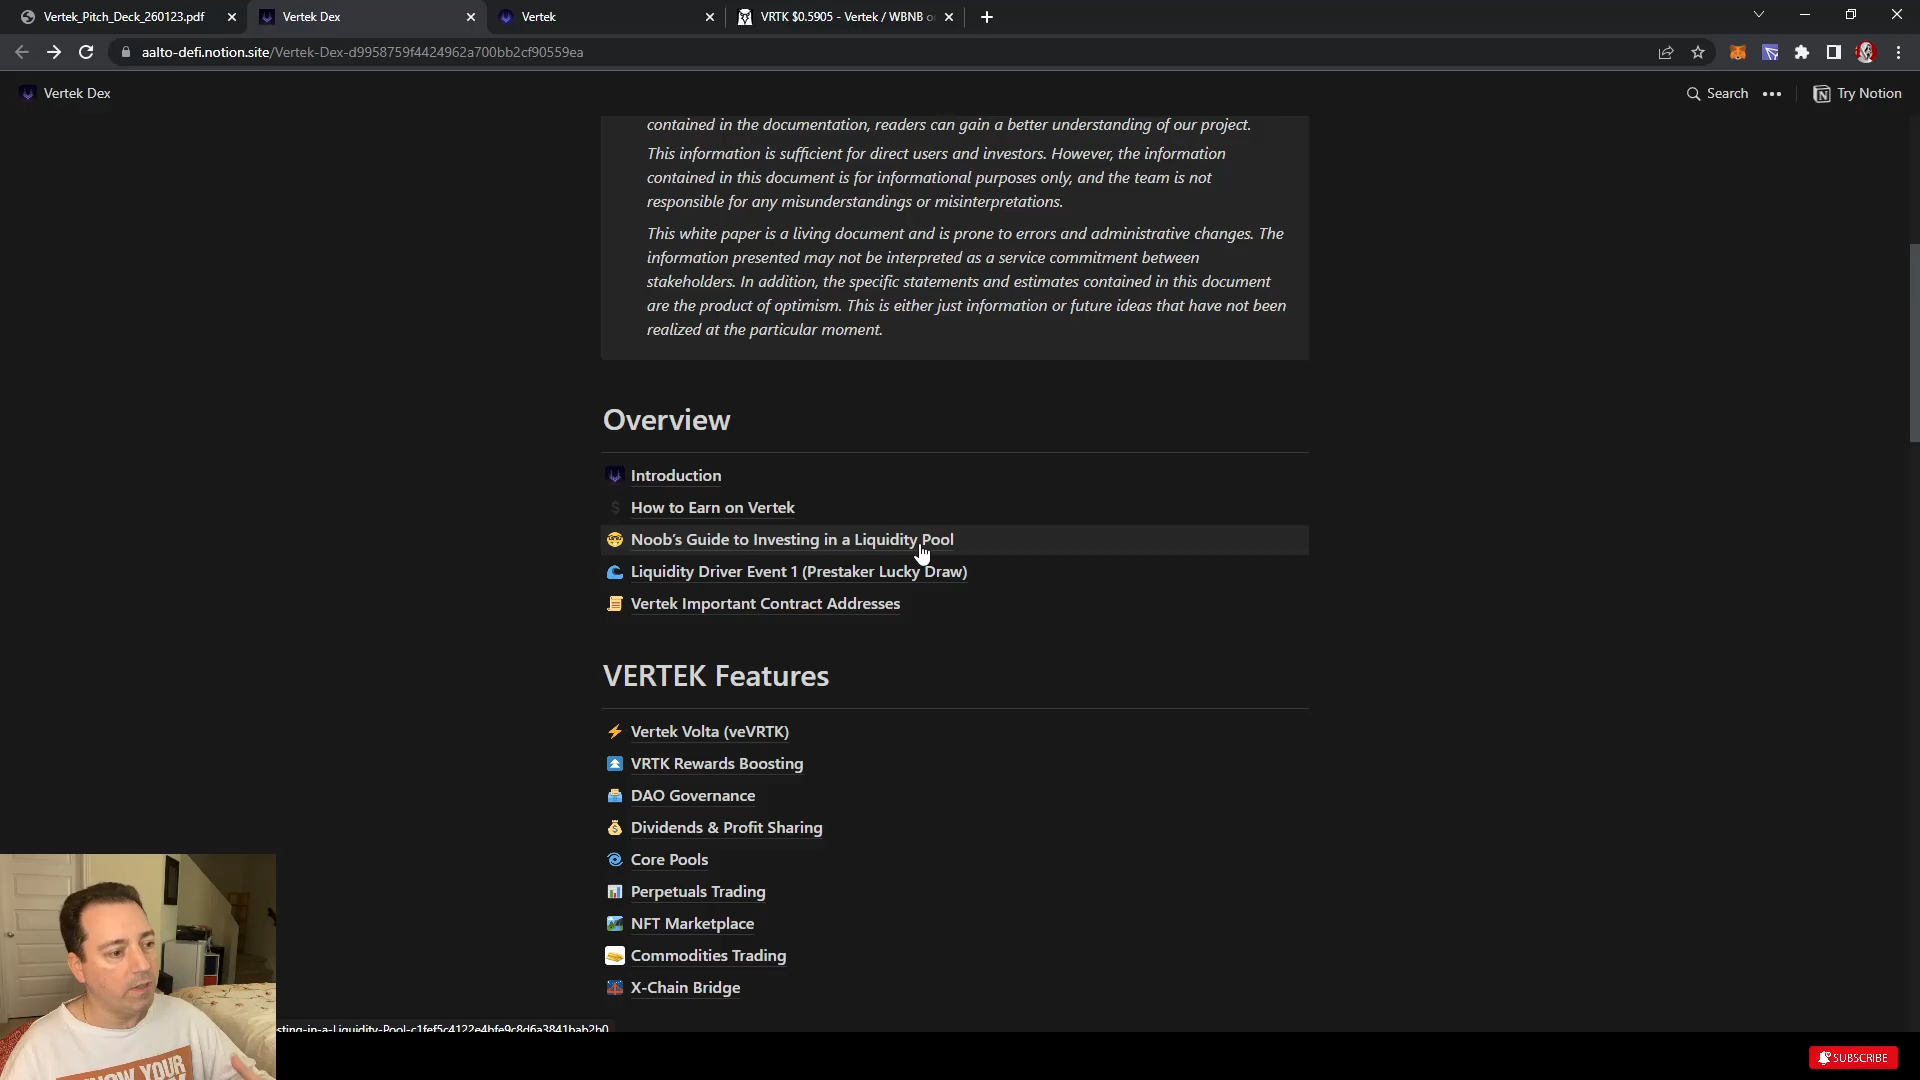 Vertek_Pitch_Deck_260123.pdf
Vertek Dex
Vertek
VRTK $0.5905 - Vertek / WBNB o
aalto-defi.notion.site/Vertek-Dex-d9958759f4424962a700bb2cf90559ea
Vertek Dex
Search
Try Notion
contained in the documentation, readers can gain a better understanding of our project.
This information is sufficient for direct users and investors. However, the information
contained in this document is for informational purposes only, and the team is not
responsible for any misunderstandings or misinterpretations.
This white paper is a living document and is prone to errors and administrative changes. The
information presented may not be interpreted as a service commitment between
stakeholders. In addition, the specific statements and estimates contained in this document
are the product of optimism. This is either just information or future ideas that have not been
realized at the particular moment.
Overview
Introduction
$ How to Earn on Vertek
Noob's Guide to Investing in a Liquidity Pool
Liquidity Driver Event 1 (Prestaker Lucky Draw)
Vertek Important Contract Addresses
VERTEK Features
Vertek Volta (veVRTK)
VRTK Rewards Boosting
DAO Governance
Dividends & Profit Sharing
Core Pools
Perpetuals Trading
NFT Marketplace
Commodities Trading
X-Chain Bridge
sting-in-a-Liquidity-Pool-c1fef5c4122e4bfe9c8d6a3841bab2b0
KNOW YOUR
SUBSCRIBE